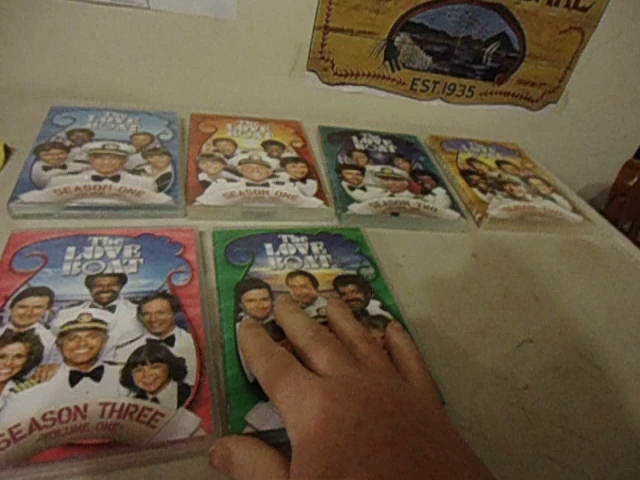 EST. 1935
The
LOVE
BOAT
SEASON ONE
The
LOVE
BOAT
SEASON ONE
The
LOVE
BOAT
SEASON TWO
The
LOVE BOAT
The
LOVE
BOAT
SEASON THREE
VOLUME ONE
The
LOVE
BOAT